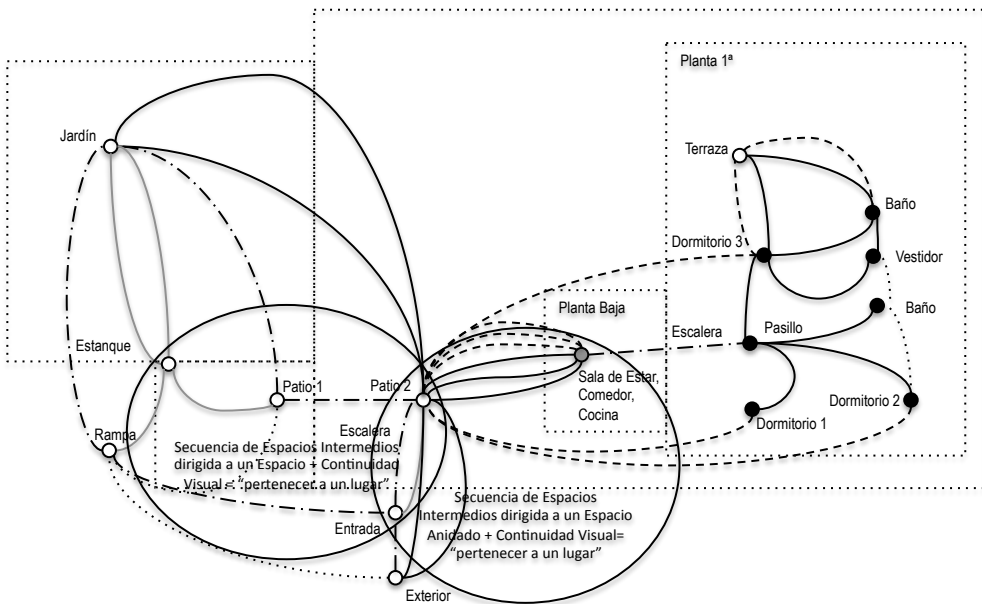 Planta 1ª
Jardín
Terraza
Baño
Dormitorio 3
Vestidor
Planta Baja
Baño
Escalera
Pasillo
Estanque
Sala de Estar,
Comedor,
Cocina
Patio 1
Patio 2
Dormitorio 2
Dormitorio 1
Escalera
Rampa
Secuencia de Espacios Intermedios
dirigida a un Espacio + Continuidad
Visual = “pertenecer a un lugar”
Secuencia de Espacios
Intermedios dirigida a un Espacio
Anidado + Continuidad Visual=
“pertenecer a un lugar”
Entrada
Exterior